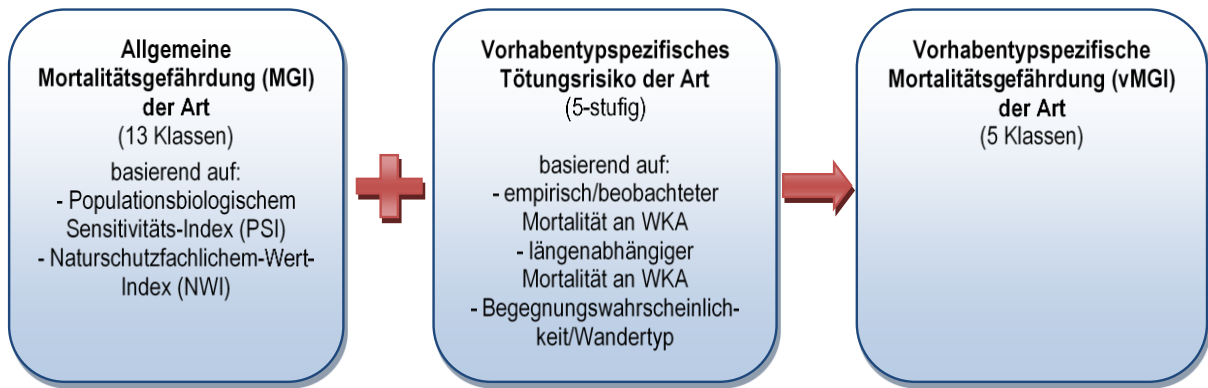 Allgemeine
Mortalitätsgefährdung (MGI)
der Art
(13 Klassen)
basierend auf:
- Populationsbiologischem
Sensitivitäts-Index (PSI)
- Naturschutzfachlichem-Wert-
Index (NWI)
Vorhabentypspezifisches
Tötungsrisiko der Art
(5-stufig)
basierend auf:
- empirisch/beobachteter
Mortalität an WKA
- längenabhängiger
Mortalität an WKA
- Begegnungswahrscheinlich-
keit/Wandertyp
Vorhabentypspezifische
Mortalitätsgefährdung (vMGI)
der Art
(5 Klassen)